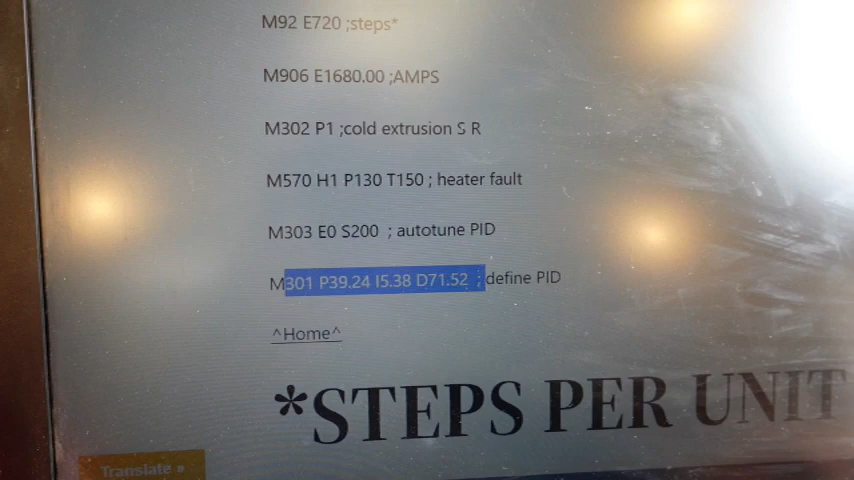 M92 E720 ;steps*
M906 E1680.00 ;AMPS
M302 P1 ;cold extrusion S R
M570 H1 P130 T150 ; heater fault
M303 E0 S200 ; autotune PID
M301 P39.24 I5.38 D71.52 ; define PID
^Home^
*STEPS PER UNIT
Translate »